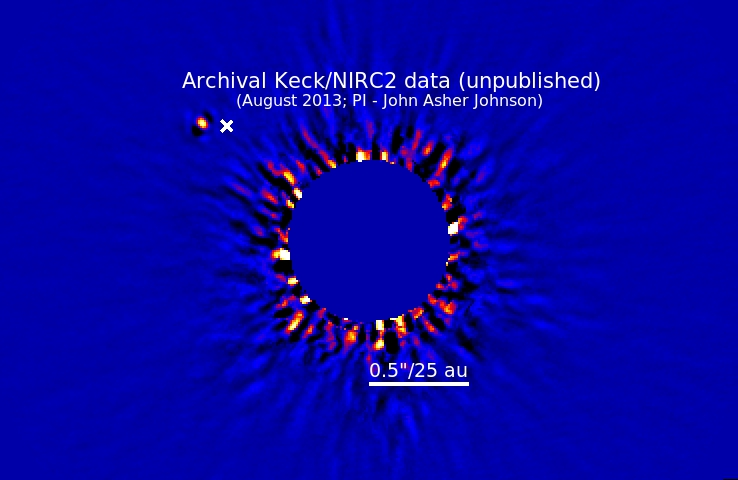 Archival Keck/NIRC2 data (unpublished)
(August 2013; PI - John Asher Johnson)
0.5"/25 au